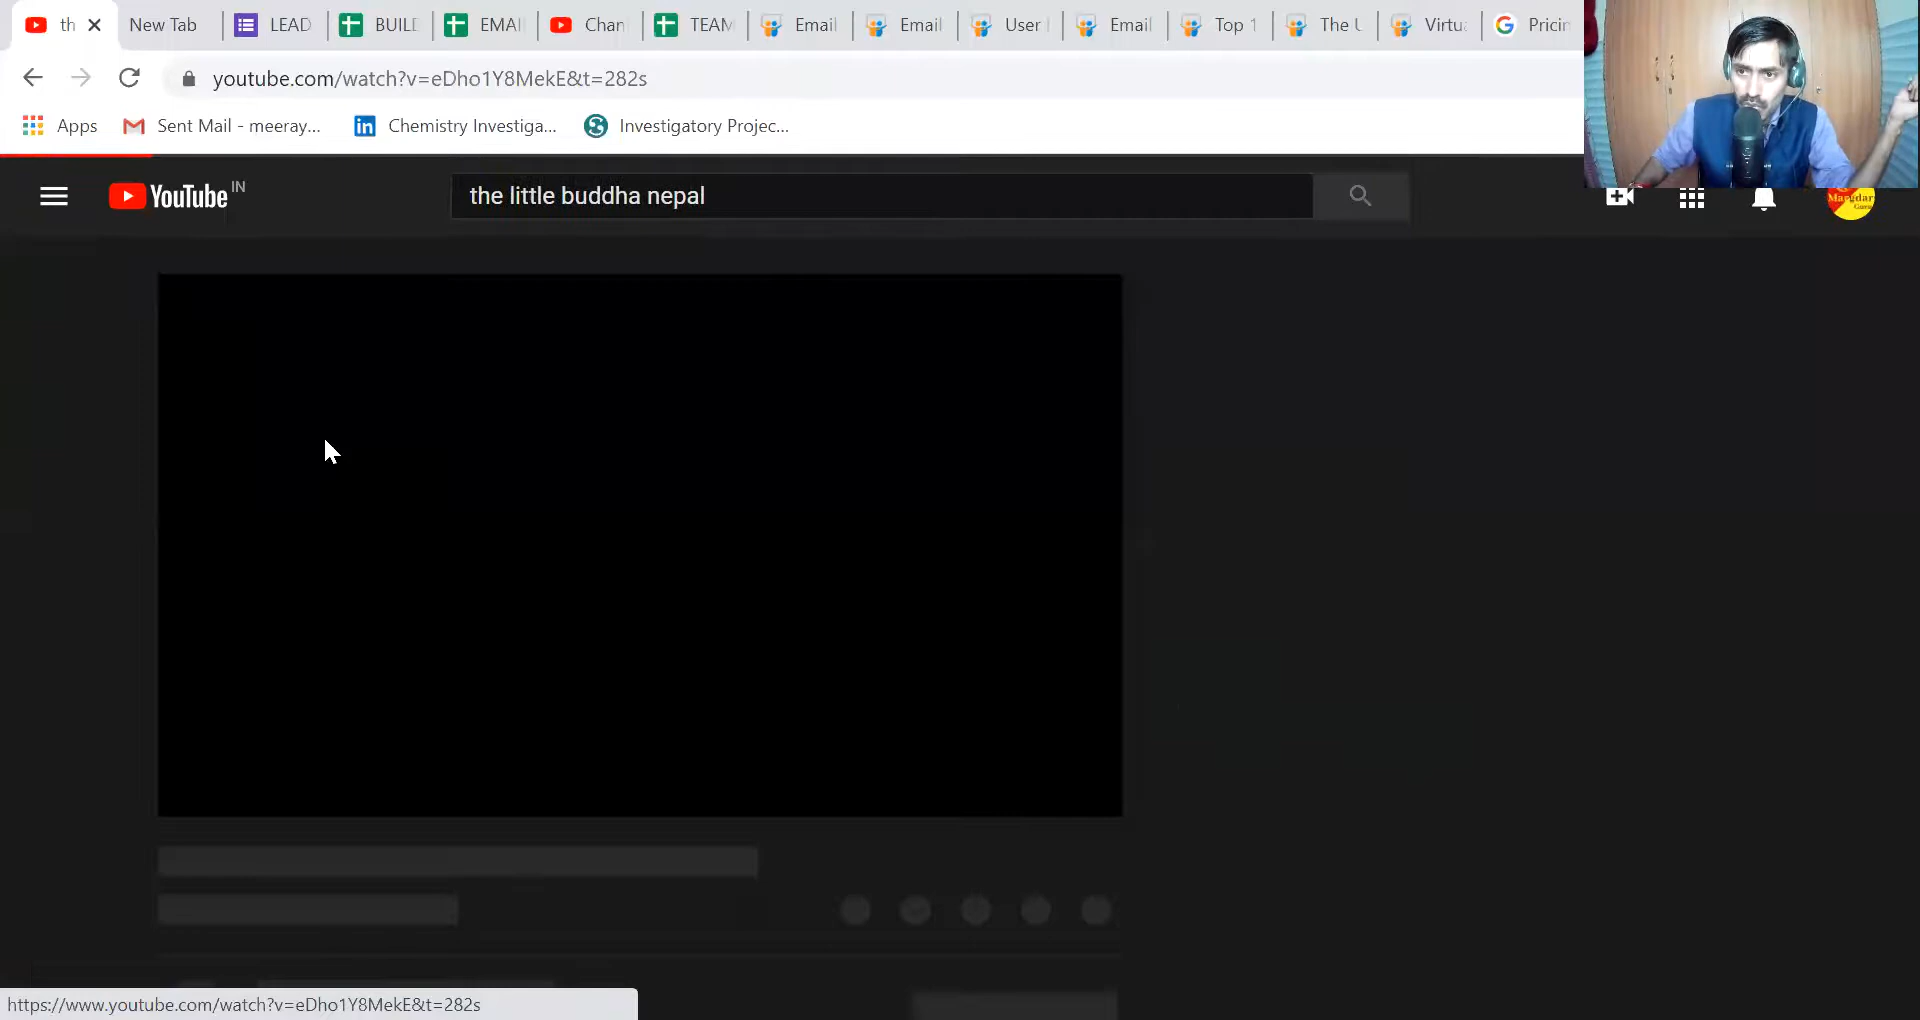 th New Tab LEAD BUILD EMAI Chan TEAM Email Email User Email Top 1 The U Virtu Pricin
youtube.com/watch?v=eDho1Y8MekE&t=282s
Apps Sent Mail - meeray... Chemistry Investiga... Investigatory Projec...
YouTube IN the little buddha nepal
Margdar
Guru
https://www.youtube.com/watch?v=eDho1Y8MekE&t=282s